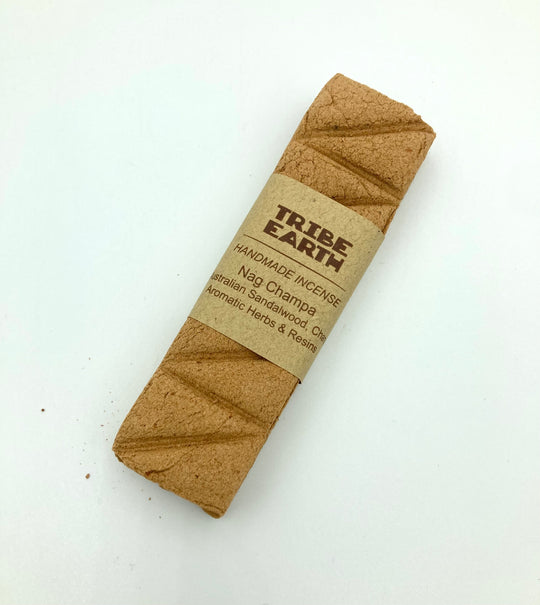 TRIBE
EARTH
HANDMADE INCENSE
Nag Champa
Australian Sandalwood,
Aromatic Herbs & Resins